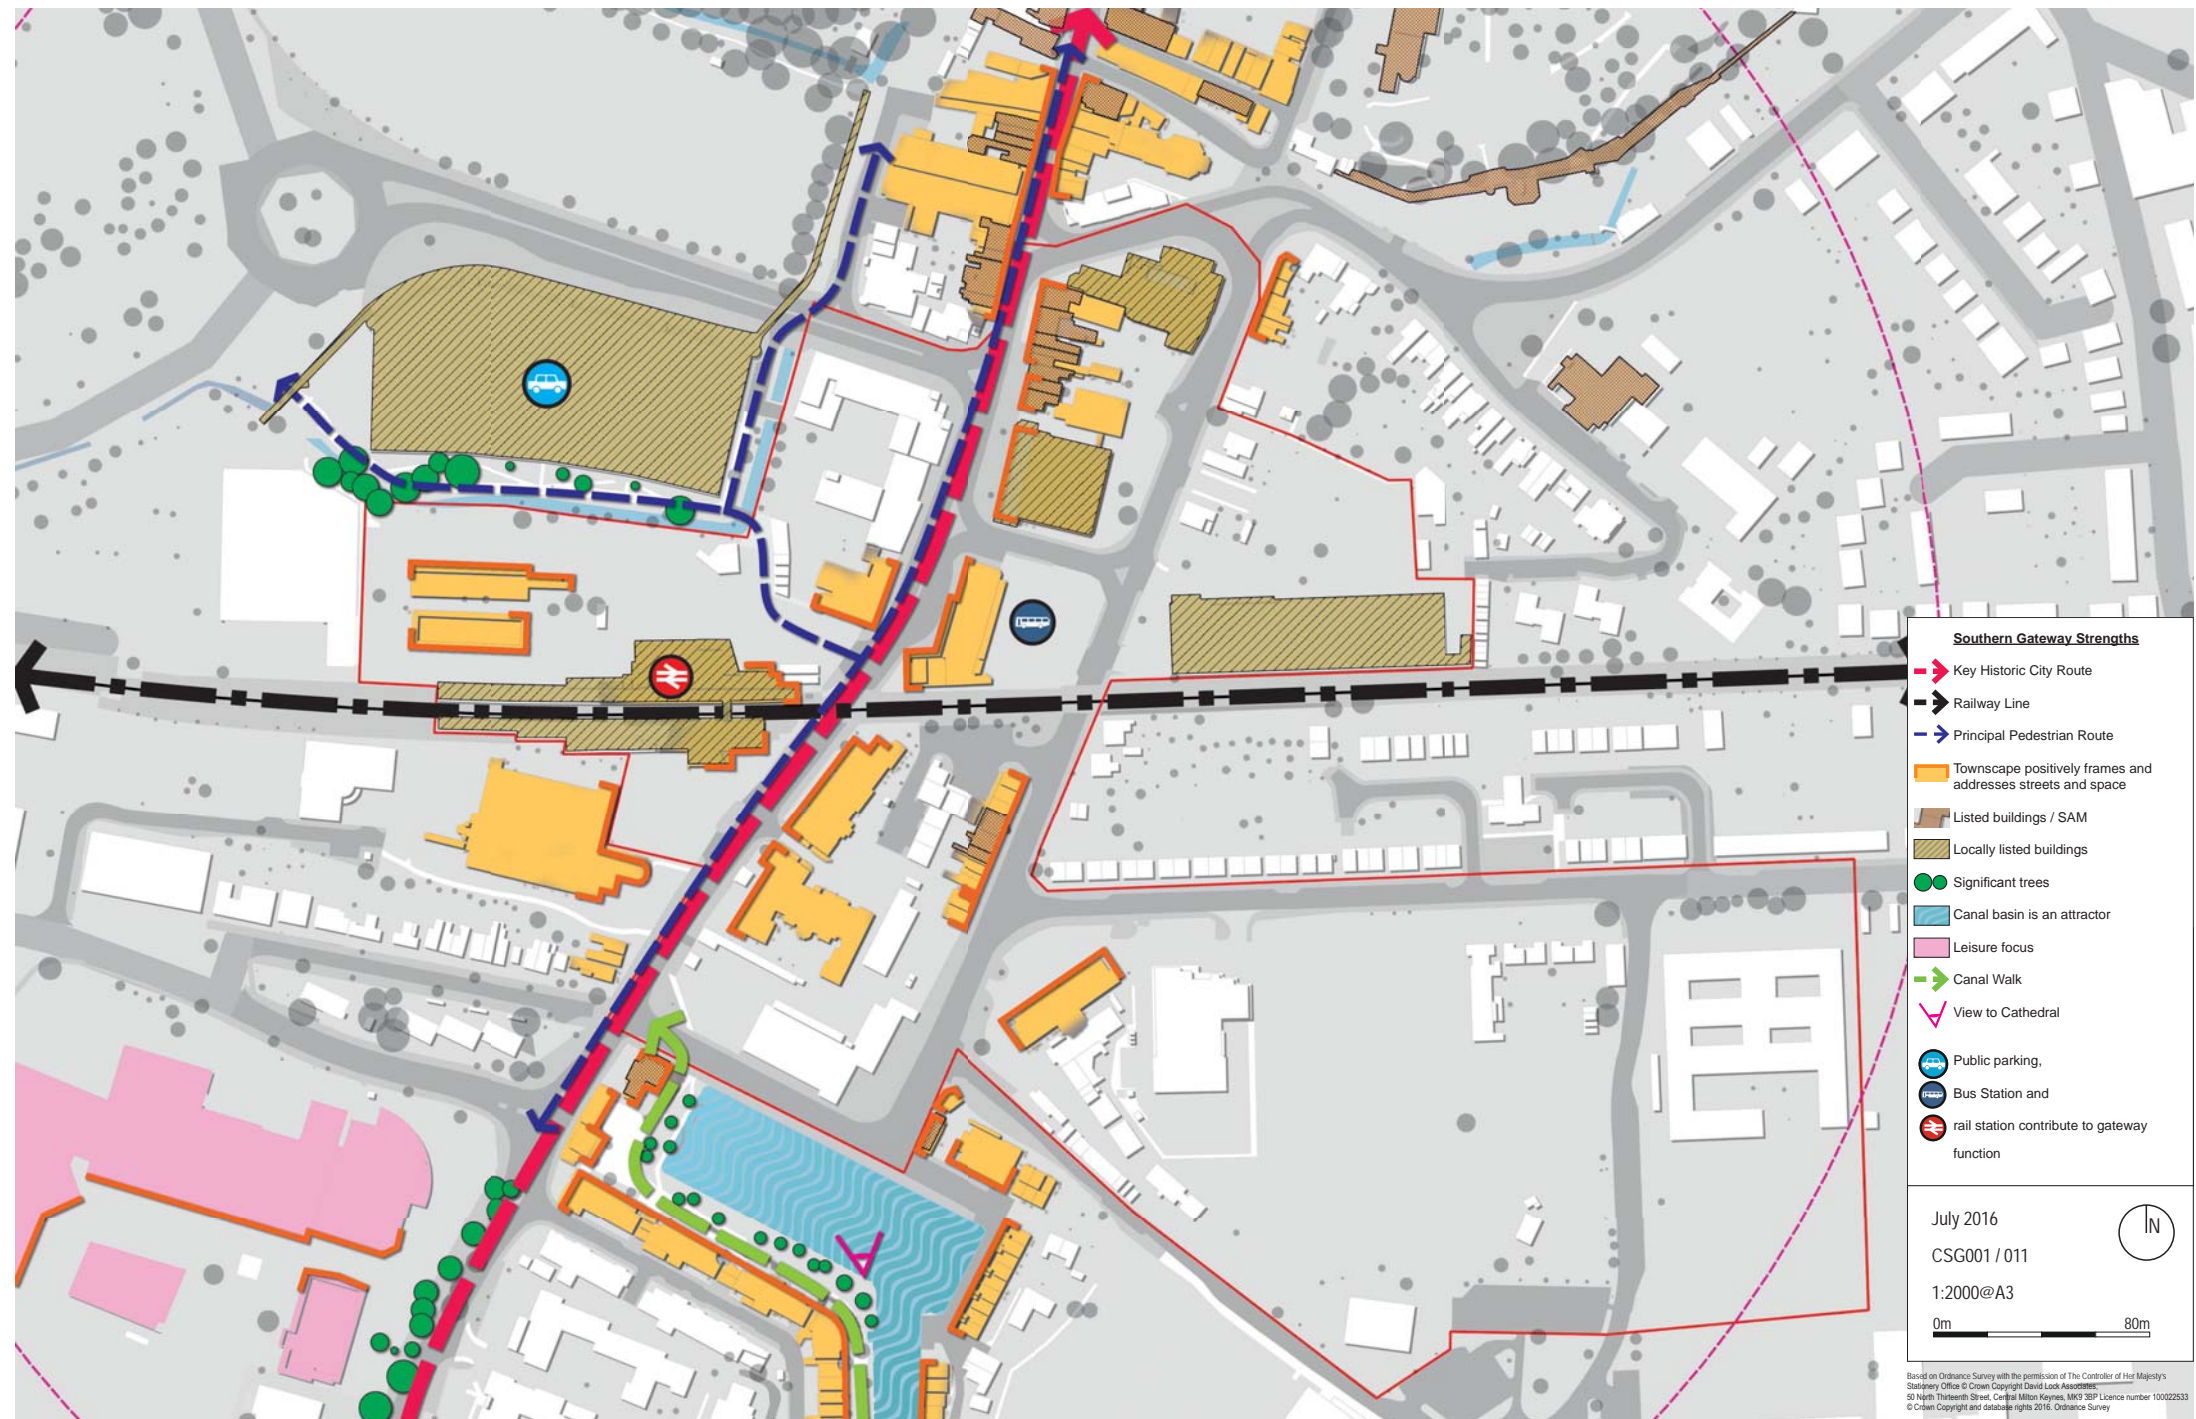 Southern Gateway Strengths
Key Historic City Route
Railway Line
Principal Pedestrian Route
Townscape positively frames and
addresses streets and space
Listed buildings / SAM
Locally listed buildings
Significant trees
Canal basin is an attractor
Leisure focus
Canal Walk
View to Cathedral
Public parking,
Bus Station and
rail station contribute to gateway
function
July 2016
N
CSG001 / 011
1:2000@A3
0m 80m
Based on Ordnance Survey with the permission of The Controller of Her Majesty's
Stationery Office © Crown Copyright David Lock Associates,
50 North Thirteenth Street, Central Milton Keynes, MK9 3BP Licence number 100022533
© Crown Copyright and database rights 2016. Ordnance Survey